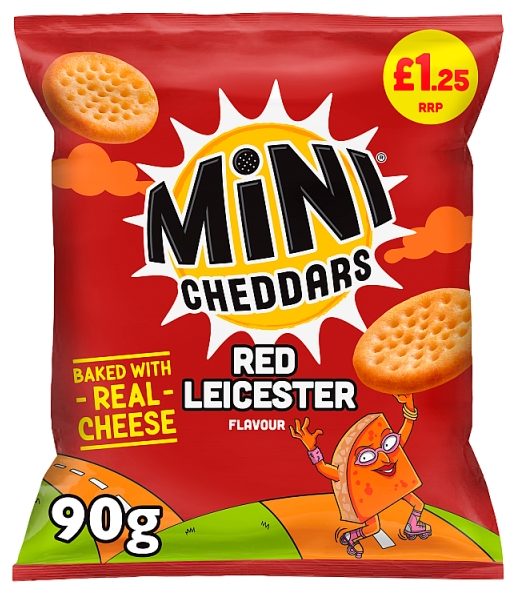 £1.25
RRP
MiNi®
CHEDDARS
RED
LEICESTER
FLAVOUR
BAKED WITH
- REAL -
CHEESE
90g